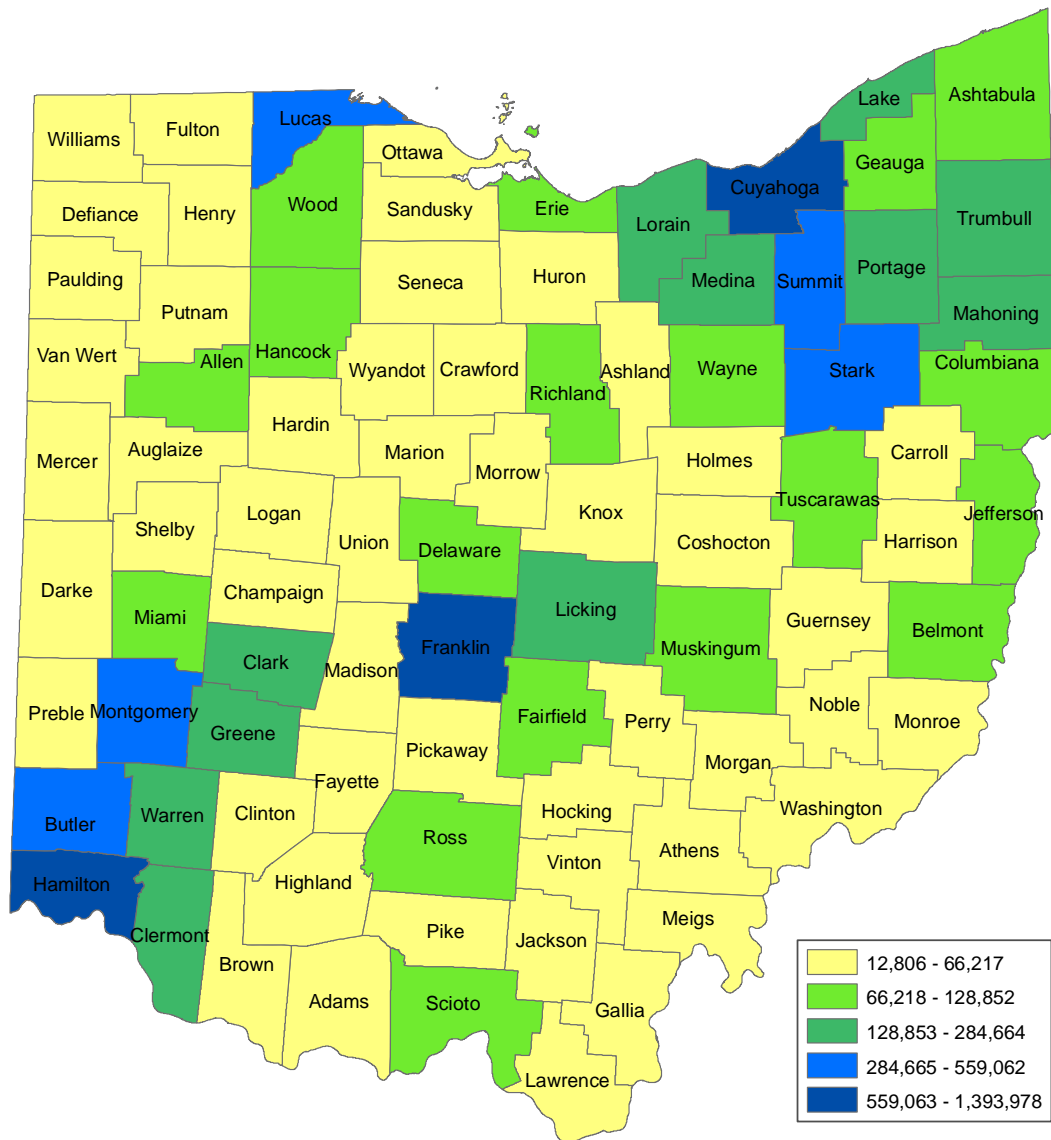 Ashtabula
Lake
Lucas
Fulton
Williams
Ottawa
Geauga
Cuyahoga
Wood
Sandusky
Erie
Defiance
Henry
Trumbull
Lorain
Portage
Huron
Paulding
Seneca
Medina
Summit
Putnam
Mahoning
Van Wert
Hancock
Allen
Columbiana
Wyandot
Crawford
Ashland
Wayne
Stark
Richland
Hardin
Auglaize
Marion
Carroll
Mercer
Holmes
Morrow
Tuscarawas
Logan
Knox
Jefferson
Shelby
Union
Coshocton
Harrison
Delaware
Darke
Champaign
Licking
Miami
Guernsey
Belmont
Franklin
Muskingum
Clark
Madison
Noble
Preble
Montgomery
Fairfield
Perry
Monroe
Greene
Pickaway
Morgan
Fayette
Washington
Hocking
Clinton
Warren
Butler
Ross
Athens
Vinton
Hamilton
Highland
Meigs
Pike
Clermont
Jackson
Brown
Adams
Scioto
Gallia
Lawrence
12,806 - 66,217
66,218 - 128,852
128,853 - 284,664
284,665 - 559,062
559,063 - 1,393,978